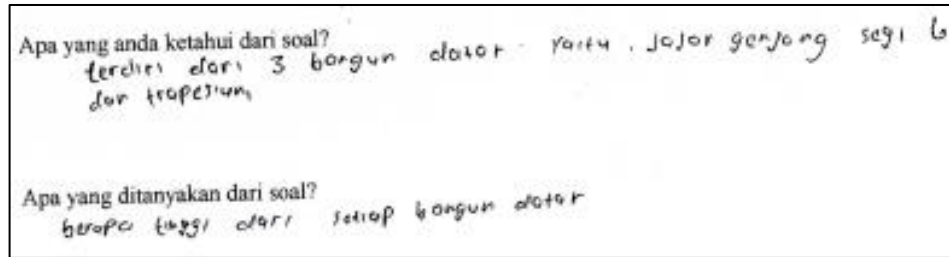 Apa yang anda ketahui dari soal?
terdiri dari 3 bangun datar yaitu, jajar genjang segi 6
dan trapesium
Apa yang ditanyakan dari soal?
berapa tinggi dari setiap bangun datar